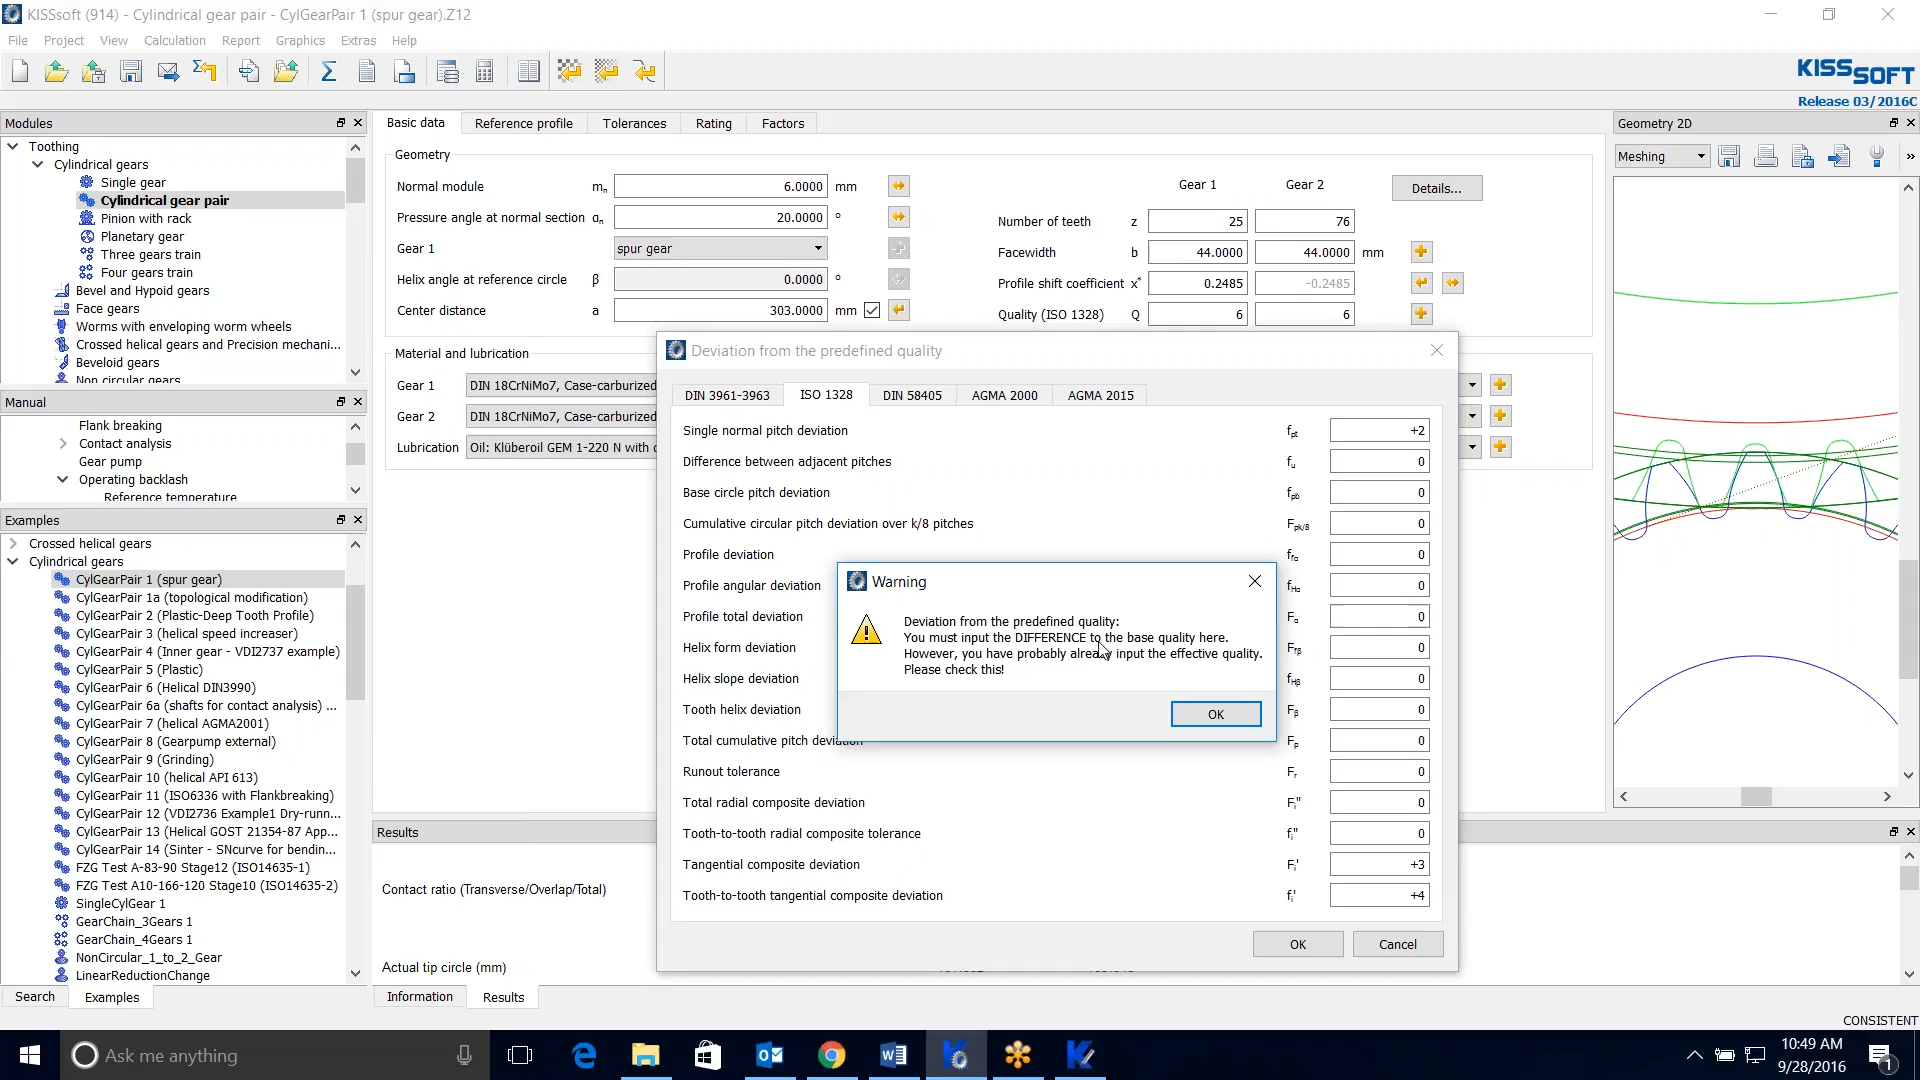 KISSsoft (914) - Cylindrical gear pair - CylGearPair 1 (spur gear).Z12
File Project View Calculation Report Graphics Extras Help
KISSSOFT
Release 03/2016C
Modules
Toothing
Cylindrical gears
Single gear
Cylindrical gear pair
Pinion with rack
Planetary gear
Three gears train
Four gears train
Bevel and Hypoid gears
Face gears
Worms with enveloping worm wheels
Crossed helical gears and Precision mechani...
Beveloid gears
Non circular gears
Manual
Flank breaking
Contact analysis
Gear pump
Operating backlash
Reference temperature
Examples
Crossed helical gears
Cylindrical gears
CylGearPair 1 (spur gear)
CylGearPair 1a (topological modification)
CylGearPair 2 (Plastic-Deep Tooth Profile)
CylGearPair 3 (helical speed increaser)
CylGearPair 4 (Inner gear - VDI2737 example)
CylGearPair 5 (Plastic)
CylGearPair 6 (Helical DIN3990)
CylGearPair 6a (shafts for contact analysis) ...
CylGearPair 7 (helical AGMA2001)
CylGearPair 8 (Gearpump external)
CylGearPair 9 (Grinding)
CylGearPair 10 (helical API 613)
CylGearPair 11 (ISO6336 with Flankbreaking)
CylGearPair 12 (VDI2736 Example1 Dry-runn...
CylGearPair 13 (Helical GOST 21354-87 App...
CylGearPair 14 (Sinter - SNcurve for bendin...
FZG Test A-83-90 Stage12 (ISO14635-1)
FZG Test A10-166-120 Stage10 (ISO14635-2)
SingleCylGear 1
GearChain_3Gears 1
GearChain_4Gears 1
NonCircular_1_to_2_Gear
LinearReductionChange
Search Examples
Basic data Reference profile Tolerances Rating Factors
Geometry
Normal module mn 6.0000 mm
Pressure angle at normal section αn 20.0000 °
Gear 1 spur gear
Helix angle at reference circle β 0.0000 °
Center distance a 303.0000 mm
Gear 1 Gear 2 Details...
Number of teeth z 25 76
Facewidth b 44.0000 44.0000 mm
Profile shift coefficient x* 0.2485 -0.2485
Quality (ISO 1328) Q 6 6
Material and lubrication
Gear 1 DIN 18CrNiMo7, Case-carburized
Gear 2 DIN 18CrNiMo7, Case-carburized
Lubrication Oil: Klüberoil GEM 1-220 N with
Deviation from the predefined quality
DIN 3961-3963 ISO 1328 DIN 58405 AGMA 2000 AGMA 2015
Single normal pitch deviation fpt +2
Difference between adjacent pitches fu 0
Base circle pitch deviation fpb 0
Cumulative circular pitch deviation over k/8 pitches Fpk/8 0
Profile deviation ffα 0
Profile angular deviation fHα 0
Profile total deviation Fα 0
Helix form deviation Ffβ 0
Helix slope deviation fHβ 0
Tooth helix deviation Fβ 0
Total cumulative pitch deviation Fp 0
Runout tolerance Fr 0
Total radial composite deviation Fi" 0
Tooth-to-tooth radial composite tolerance fi" 0
Tangential composite deviation Fi' +3
Tooth-to-tooth tangential composite deviation fi' +4
OK Cancel
Warning
Deviation from the predefined quality:
You must input the DIFFERENCE to the base quality here.
However, you have probably already input the effective quality.
Please check this!
OK
Results
Contact ratio (Transverse/Overlap/Total)
Actual tip circle (mm)
Information Results
Geometry 2D
Meshing
CONSISTENT
Ask me anything
10:49 AM
9/28/2016
1